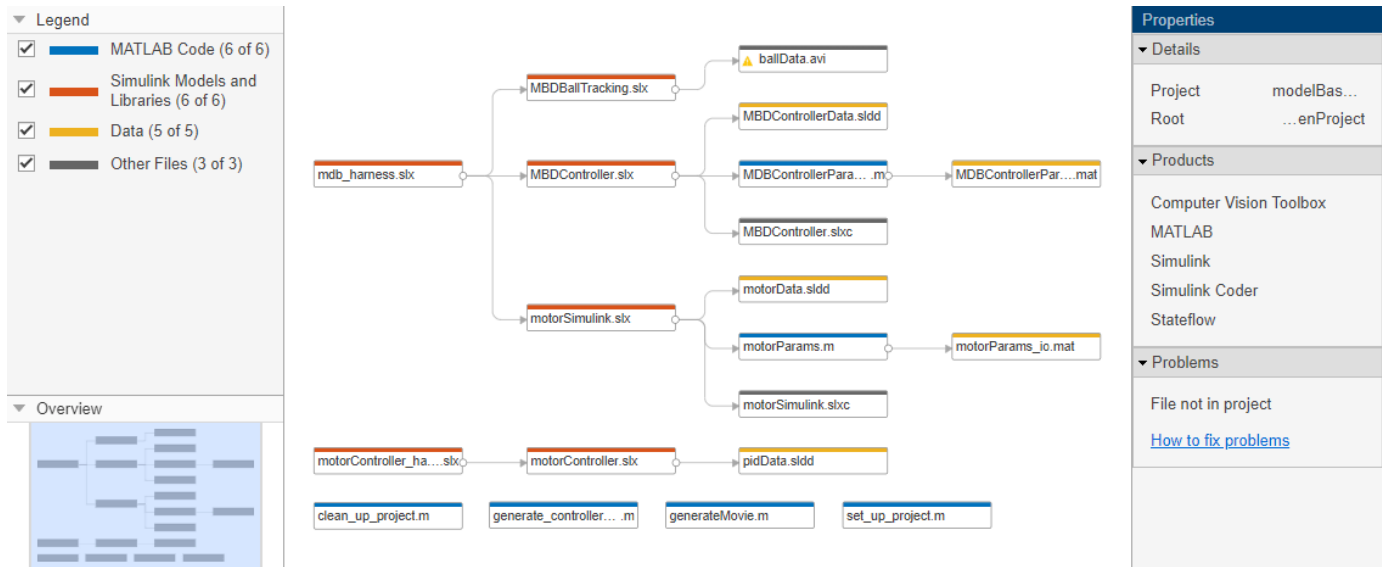 Legend
MATLAB Code (6 of 6)
Simulink Models and
Libraries (6 of 6)
Data (5 of 5)
Other Files (3 of 3)
Overview
ballData.avi
MBDBallTracking.slx
MBDControllerData.sldd
mdb_harness.slx
MBDController.slx
MDBControllerPara... .m
MDBControllerPar....mat
MBDController.slxc
motorData.sldd
motorSimulink.slx
motorParams.m
motorParams_io.mat
motorSimulink.slxc
motorController_ha....slx
motorController.slx
pidData.sldd
clean_up_project.m
generate_controller... .m
generateMovie.m
set_up_project.m
Properties
Details
Project modelBas...
Root ...enProject
Products
Computer Vision Toolbox
MATLAB
Simulink
Simulink Coder
Stateflow
Problems
File not in project
How to fix problems